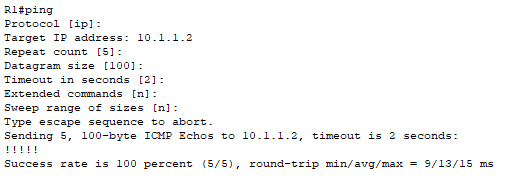 R1#ping
Protocol [ip]:
Target IP address: 10.1.1.2
Repeat count [5]:
Datagram size [100]:
Timeout in seconds [2]:
Extended commands [n]:
Sweep range of sizes [n]:
Type escape sequence to abort.
Sending 5, 100-byte ICMP Echos to 10.1.1.2, timeout is 2 seconds:
!!!!!
Success rate is 100 percent (5/5), round-trip min/avg/max = 9/13/15 ms